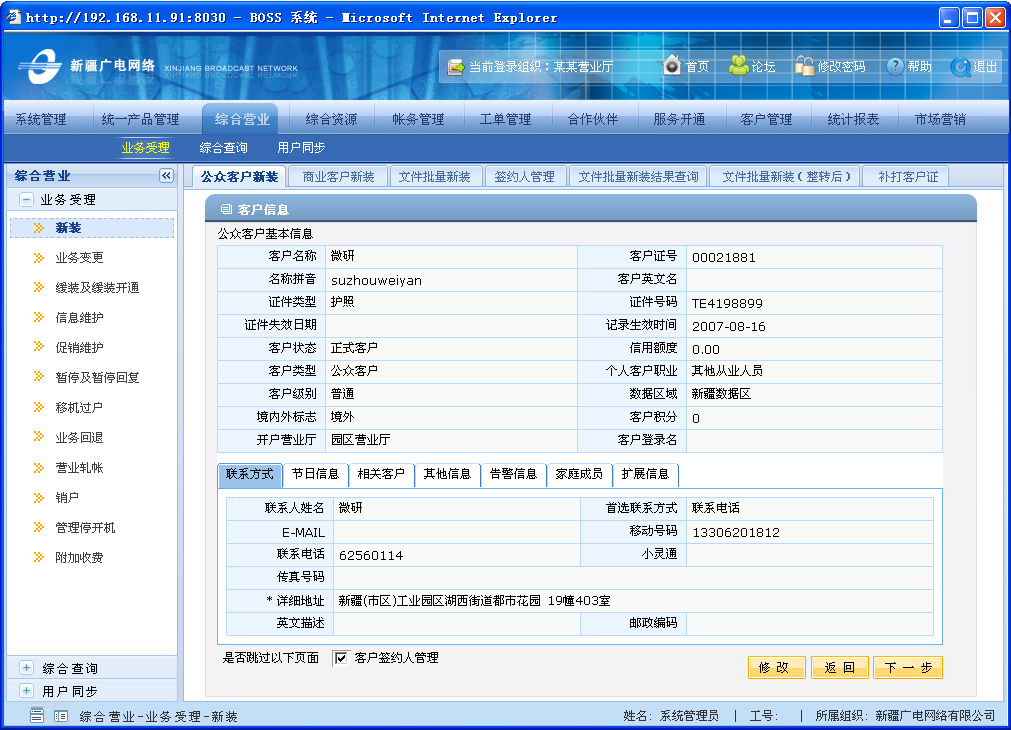 http://192.168.11.91:8030 - BOSS 系统 - Microsoft Internet Explorer
新疆广电网络 XINJIANG BROADCAST NETWORK
当前登录组织：某某营业厅 首页 论坛 修改密码 帮助 退出
系统管理 统一产品管理 综合营业 综合资源 帐务管理 工单管理 合作伙伴 服务开通 客户管理 统计报表 市场营销
业务受理 综合查询 用户同步
综合营业
业务受理
新装
业务变更
缓装及缓装开通
信息维护
促销维护
暂停及暂停回复
移机过户
业务回退
营业轧帐
销户
管理停开机
附加收费
综合查询
用户同步
公众客户新装 商业客户新装 文件批量新装 签约人管理 文件批量新装结果查询 文件批量新装（整转后） 补打客户证
客户信息
公众客户基本信息
客户名称 微研 客户证号 00021881
名称拼音 suzhouweiyan 客户英文名
证件类型 护照 证件号码 TE4198899
证件失效日期 记录生效时间 2007-08-16
客户状态 正式客户 信用额度 0.00
客户类型 公众客户 个人客户职业 其他从业人员
客户级别 普通 数据区域 新疆数据区
境内外标志 境外 客户积分 0
开户营业厅 园区营业厅 客户登录名
联系方式 节日信息 相关客户 其他信息 告警信息 家庭成员 扩展信息
联系人姓名 微研 首选联系方式 联系电话
E-MAIL 移动号码 13306201812
联系电话 62560114 小灵通
传真号码
* 详细地址 新疆(市区)工业园区湖西街道都市花园 19幢403室
英文描述 邮政编码
是否跳过以下页面 客户签约人管理
修 改 返 回 下 一 步
综合营业-业务受理-新装 姓名: 系统管理员 | 工号: | 所属组织: 新疆广电网络有限公司